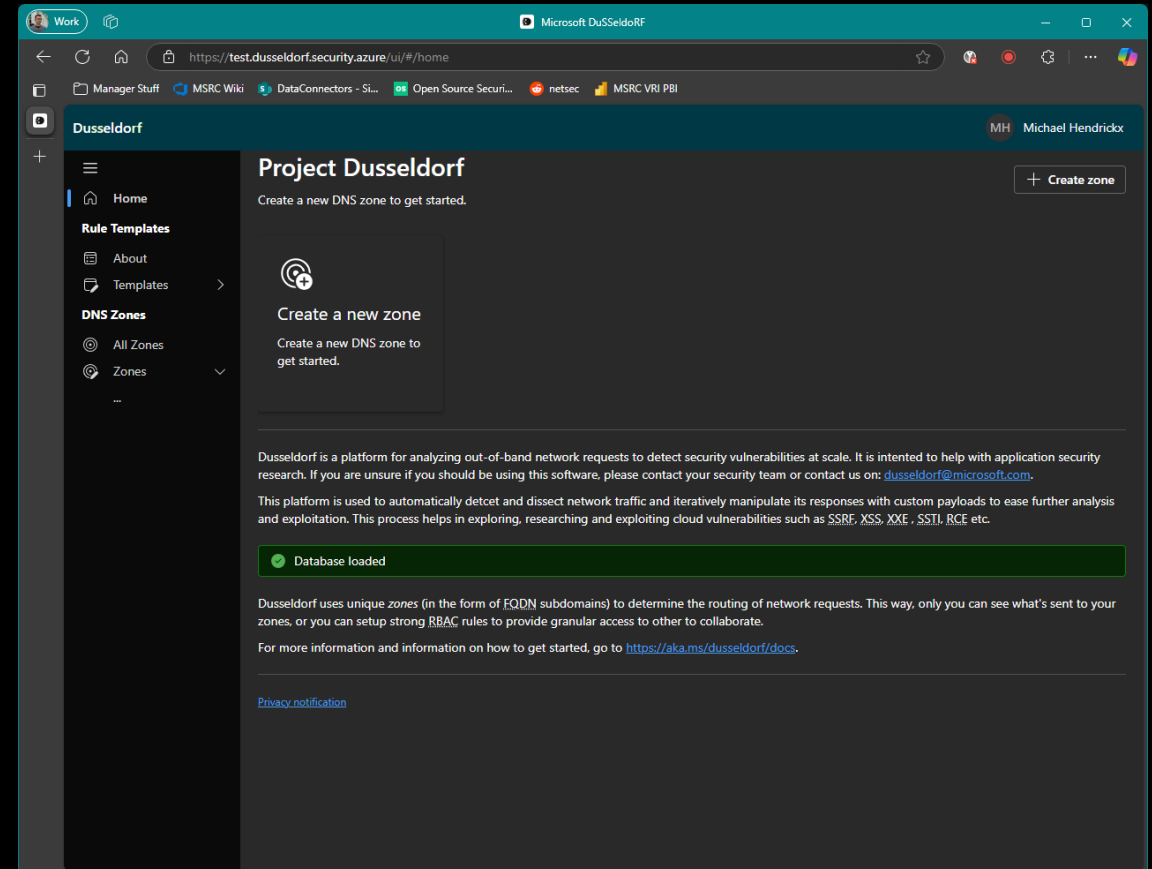 Work
Microsoft DuSSeldoRF
https://test.dusseldorf.security.azure/ui/#/home
Manager Stuff
MSRC Wiki
DataConnectors - Si...
Open Source Securi...
netsec
MSRC VRI PBI
Dusseldorf
MH
Michael Hendrickx
Home
Rule Templates
About
Templates
DNS Zones
All Zones
Zones
...
Project Dusseldorf
Create a new DNS zone to get started.
Create zone
Create a new zone
Create a new DNS zone to
get started.
Dusseldorf is a platform for analyzing out-of-band network requests to detect security vulnerabilities at scale. It is intented to help with application security
research. If you are unsure if you should be using this software, please contact your security team or contact us on: dusseldorf@microsoft.com.
This platform is used to automatically detcet and dissect network traffic and iteratively manipulate its responses with custom payloads to ease further analysis
and exploitation. This process helps in exploring, researching and exploiting cloud vulnerabilities such as SSRF, XSS, XXE , SSTI, RCE etc.
Database loaded
Dusseldorf uses unique zones (in the form of FQDN subdomains) to determine the routing of network requests. This way, only you can see what's sent to your
zones, or you can setup strong RBAC rules to provide granular access to other to collaborate.
For more information and information on how to get started, go to https://aka.ms/dusseldorf/docs.
Privacy notification